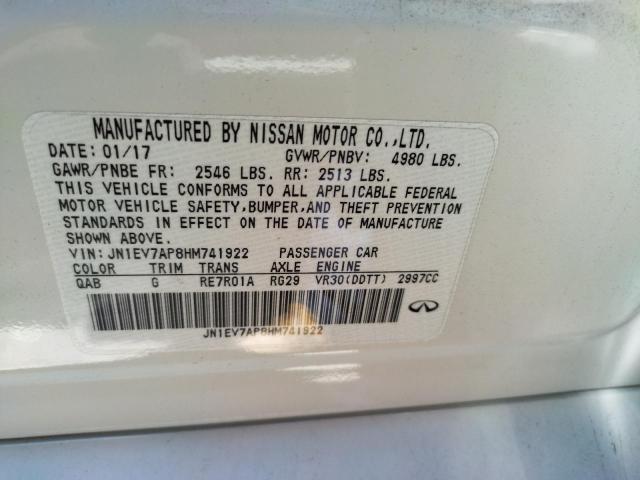 MANUFACTURED BY NISSAN MOTOR CO.,LTD.
DATE: 01/17 GVWR/PNBV: 4980 LBS.
GAWR/PNBE FR: 2546 LBS. RR: 2513 LBS.
THIS VEHICLE CONFORMS TO ALL APPLICABLE FEDERAL
MOTOR VEHICLE SAFETY,BUMPER,AND THEFT PREVENTION
STANDARDS IN EFFECT ON THE DATE OF MANUFACTURE
SHOWN ABOVE.
VIN: JN1EV7AP8HM741922 PASSENGER CAR
COLOR TRIM TRANS AXLE ENGINE
QAB G RE7R01A RG29 VR30(DDTT) 2997CC
JN1EV7AP8HM741922